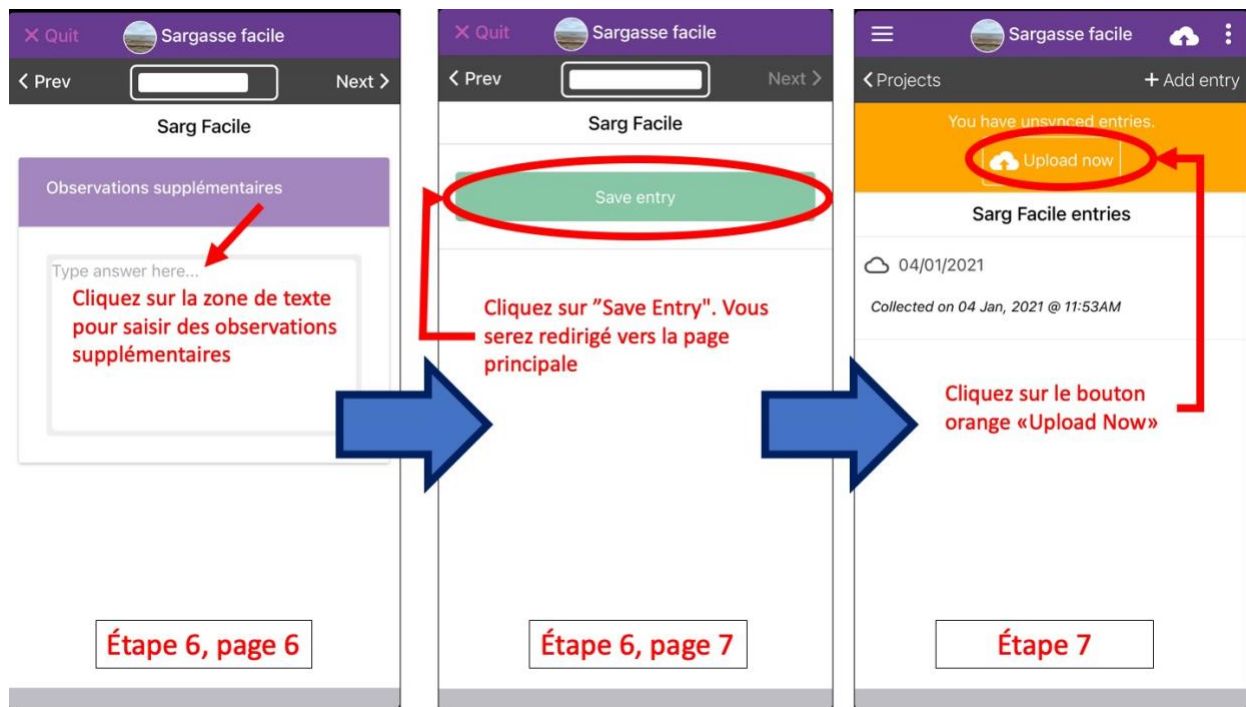 Quit
Sargasse facile
Prev
Next
Sarg Facile
Observations supplémentaires
Type answer here...
Cliquez sur la zone de texte
pour saisir des observations
supplémentaires
Étape 6, page 6
Quit
Sargasse facile
Prev
Next
Sarg Facile
Save entry
Cliquez sur ”Save Entry". Vous
serez redirigé vers la page
principale
Étape 6, page 7
Sargasse facile
Projects
+ Add entry
You have unsynced entries.
Upload now
Sarg Facile entries
04/01/2021
Collected on 04 Jan, 2021 @ 11:53AM
Cliquez sur le bouton
orange «Upload Now»
Étape 7